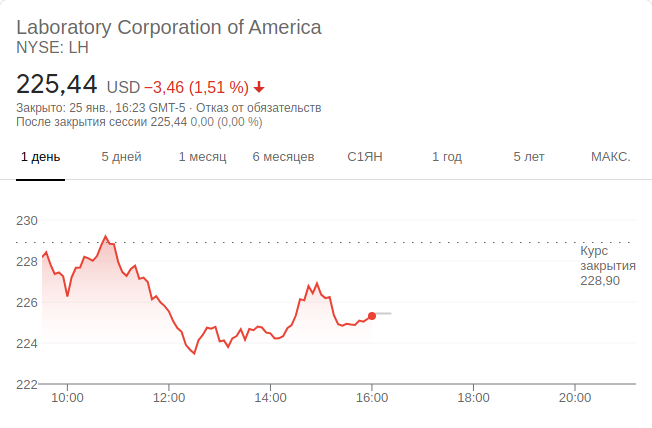 Laboratory Corporation of America
NYSE: LH
225,44 USD −3,46 (1,51 %)
Закрыто: 25 янв., 16:23 GMT-5 · Отказ от обязательств
После закрытия сессии 225,44 0,00 (0,00 %)
1 день 5 дней 1 месяц 6 месяцев С1ЯН 1 год 5 лет МАКС.
230
Курс
228
закрытия
228,90
226
224
222
10:00 12:00 14:00 16:00 18:00 20:00